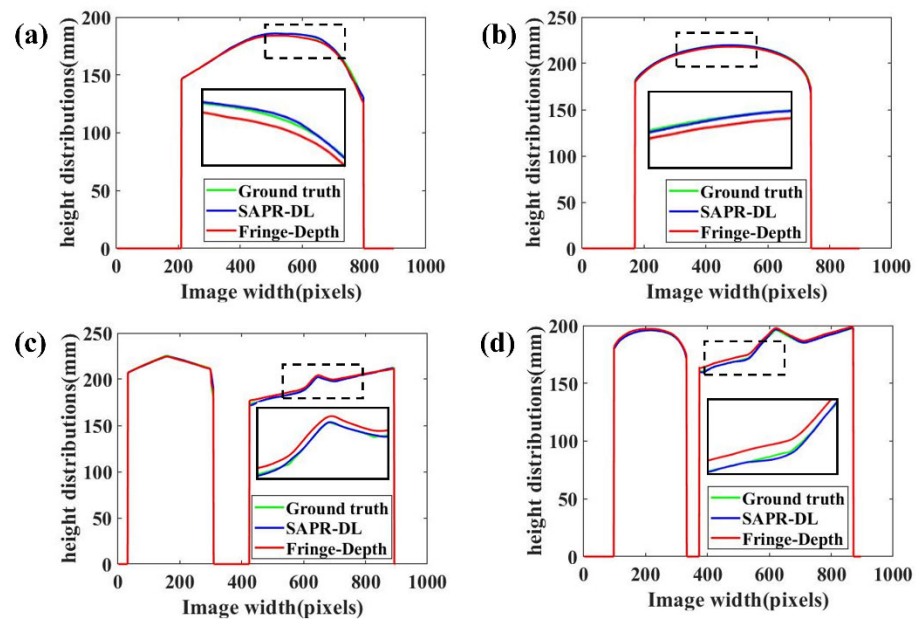 (a)
height distributions(mm)
200
150
100
50
0
Ground truth
SAPR-DL
Fringe-Depth
0 200 400 600 800 1000
Image width(pixels)
(b)
height distributions(mm)
250
200
150
100
50
0
Ground truth
SAPR-DL
Fringe-Depth
0 200 400 600 800 1000
Image width(pixels)
(c)
height distributions(mm)
250
200
150
100
50
0
Ground truth
SAPR-DL
Fringe-Depth
0 200 400 600 800 1000
Image width(pixels)
(d)
height distributions(mm)
200
150
100
50
0
Ground truth
SAPR-DL
Fringe-Depth
0 200 400 600 800 1000
Image width(pixels)